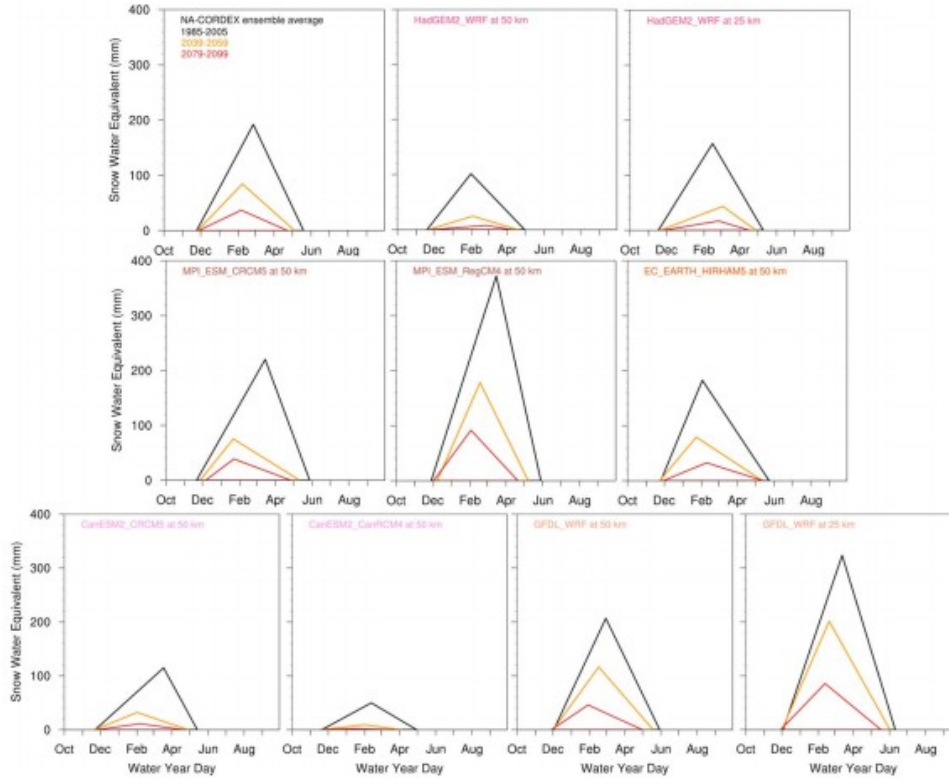 NA-CORDEX ensemble average
1985-2005
2039-2059
2079-2099
HadGEM2_WRF at 50 km
HadGEM2_WRF at 25 km
400
300
200
100
0
Snow Water Equivalent (mm)
Oct Dec Feb Apr Jun Aug
Oct Dec Feb Apr Jun Aug
Oct Dec Feb Apr Jun Aug
MPI_ESM_CRCM5 at 50 km
MPI_ESM_RegCM4 at 50 km
EC_EARTH_HIRHAM5 at 50 km
400
300
200
100
0
Snow Water Equivalent (mm)
Oct Dec Feb Apr Jun Aug
Oct Dec Feb Apr Jun Aug
Oct Dec Feb Apr Jun Aug
CanESM2_CRCM5 at 50 km
CanESM2_CanRCM4 at 50 km
GFDL_WRF at 50 km
GFDL_WRF at 25 km
400
300
200
100
0
Snow Water Equivalent (mm)
Oct Dec Feb Apr Jun Aug
Oct Dec Feb Apr Jun Aug
Oct Dec Feb Apr Jun Aug
Oct Dec Feb Apr Jun Aug
Water Year Day
Water Year Day
Water Year Day
Water Year Day